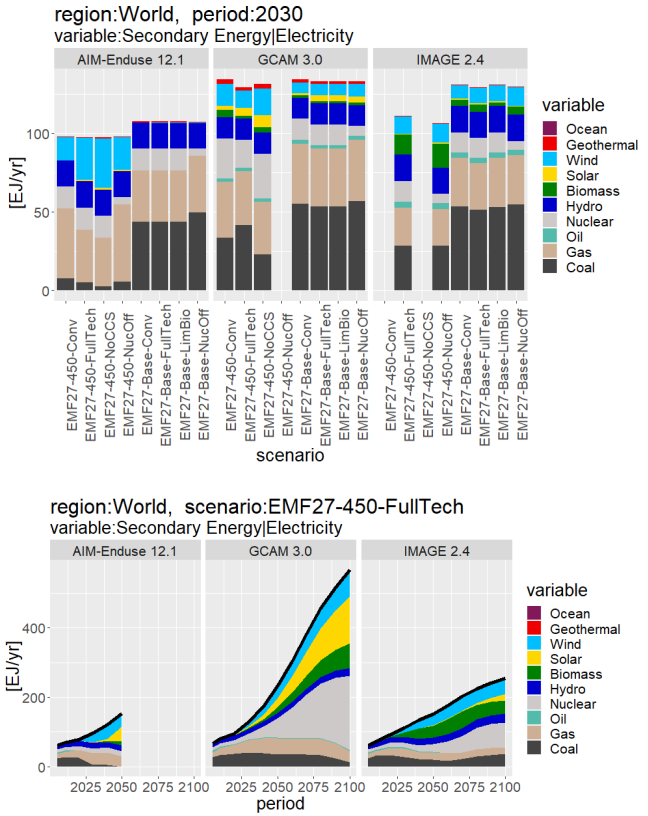 region:World,  period:2030
variable:Secondary Energy|Electricity
AIM-Enduse 12.1
GCAM 3.0
IMAGE 2.4
[EJ/yr]
100
50
0
EMF27-450-Conv
EMF27-450-FullTech
EMF27-450-NoCCS
EMF27-450-NucOff
EMF27-Base-Conv
EMF27-Base-FullTech
EMF27-Base-LimBio
EMF27-Base-NucOff
EMF27-450-Conv
EMF27-450-FullTech
EMF27-450-NoCCS
EMF27-450-NucOff
EMF27-Base-Conv
EMF27-Base-FullTech
EMF27-Base-LimBio
EMF27-Base-NucOff
EMF27-450-Conv
EMF27-450-FullTech
EMF27-450-NoCCS
EMF27-450-NucOff
EMF27-Base-Conv
EMF27-Base-FullTech
EMF27-Base-LimBio
EMF27-Base-NucOff
scenario
variable
Ocean
Geothermal
Wind
Solar
Biomass
Hydro
Nuclear
Oil
Gas
Coal
region:World,  scenario:EMF27-450-FullTech
variable:Secondary Energy|Electricity
AIM-Enduse 12.1
GCAM 3.0
IMAGE 2.4
[EJ/yr]
400
200
0
2025
2050
2075
2100
2025
2050
2075
2100
2025
2050
2075
2100
period
variable
Ocean
Geothermal
Wind
Solar
Biomass
Hydro
Nuclear
Oil
Gas
Coal